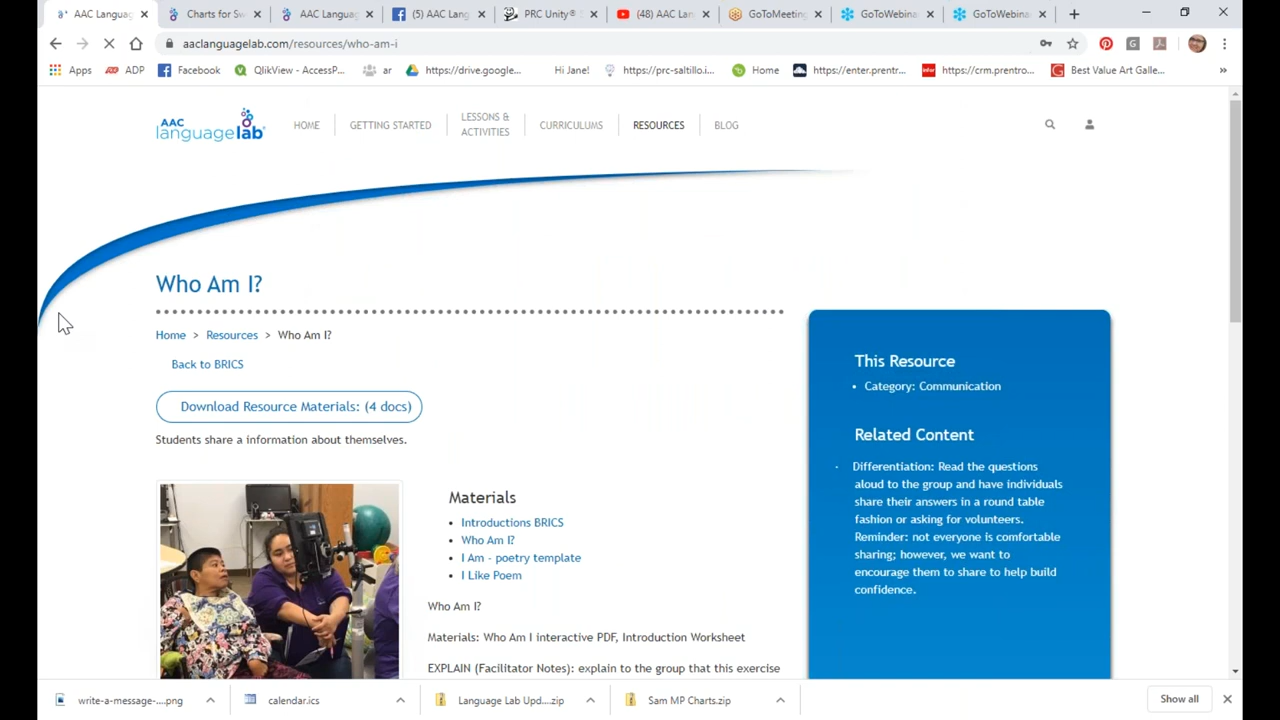 AAC Langua
Charts for Sw
AAC Languag
(5) AAC Lang
PRC Unity®
(48) AAC Lan
GoToMeeting
GoToWebina
GoToWebina
aaclanguagelab.com/resources/who-am-i
Apps
ADP
Facebook
QlikView - AccessP...
ar
https://drive.google...
Hi Jane!
https://prc-saltillo.i...
Home
https://enter.prentr...
https://crm.prentro...
Best Value Art Galle...
AAC
languagelab
HOME
GETTING STARTED
LESSONS &
ACTIVITIES
CURRICULUMS
RESOURCES
BLOG
Who Am I?
Home > Resources > Who Am I?
Back to BRICS
Download Resource Materials: (4 docs)
Students share a information about themselves.
Materials
• Introductions BRICS
• Who Am I?
• I Am - poetry template
• I Like Poem
Who Am I?
Materials: Who Am I interactive PDF, Introduction Worksheet
EXPLAIN (Facilitator Notes): explain to the group that this exercise
This Resource
• Category: Communication
Related Content
· Differentiation: Read the questions
aloud to the group and have individuals
share their answers in a round table
fashion or asking for volunteers.
Reminder: not everyone is comfortable
sharing; however, we want to
encourage them to share to help build
confidence.
write-a-message-....png
calendar.ics
Language Lab Upd....zip
Sam MP Charts.zip
Show all